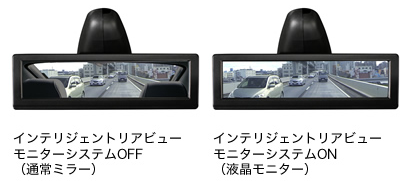 インテリジェントリアビュー
モニターシステムOFF
（通常ミラー）
インテリジェントリアビュー
モニターシステムON
（液晶モニター）